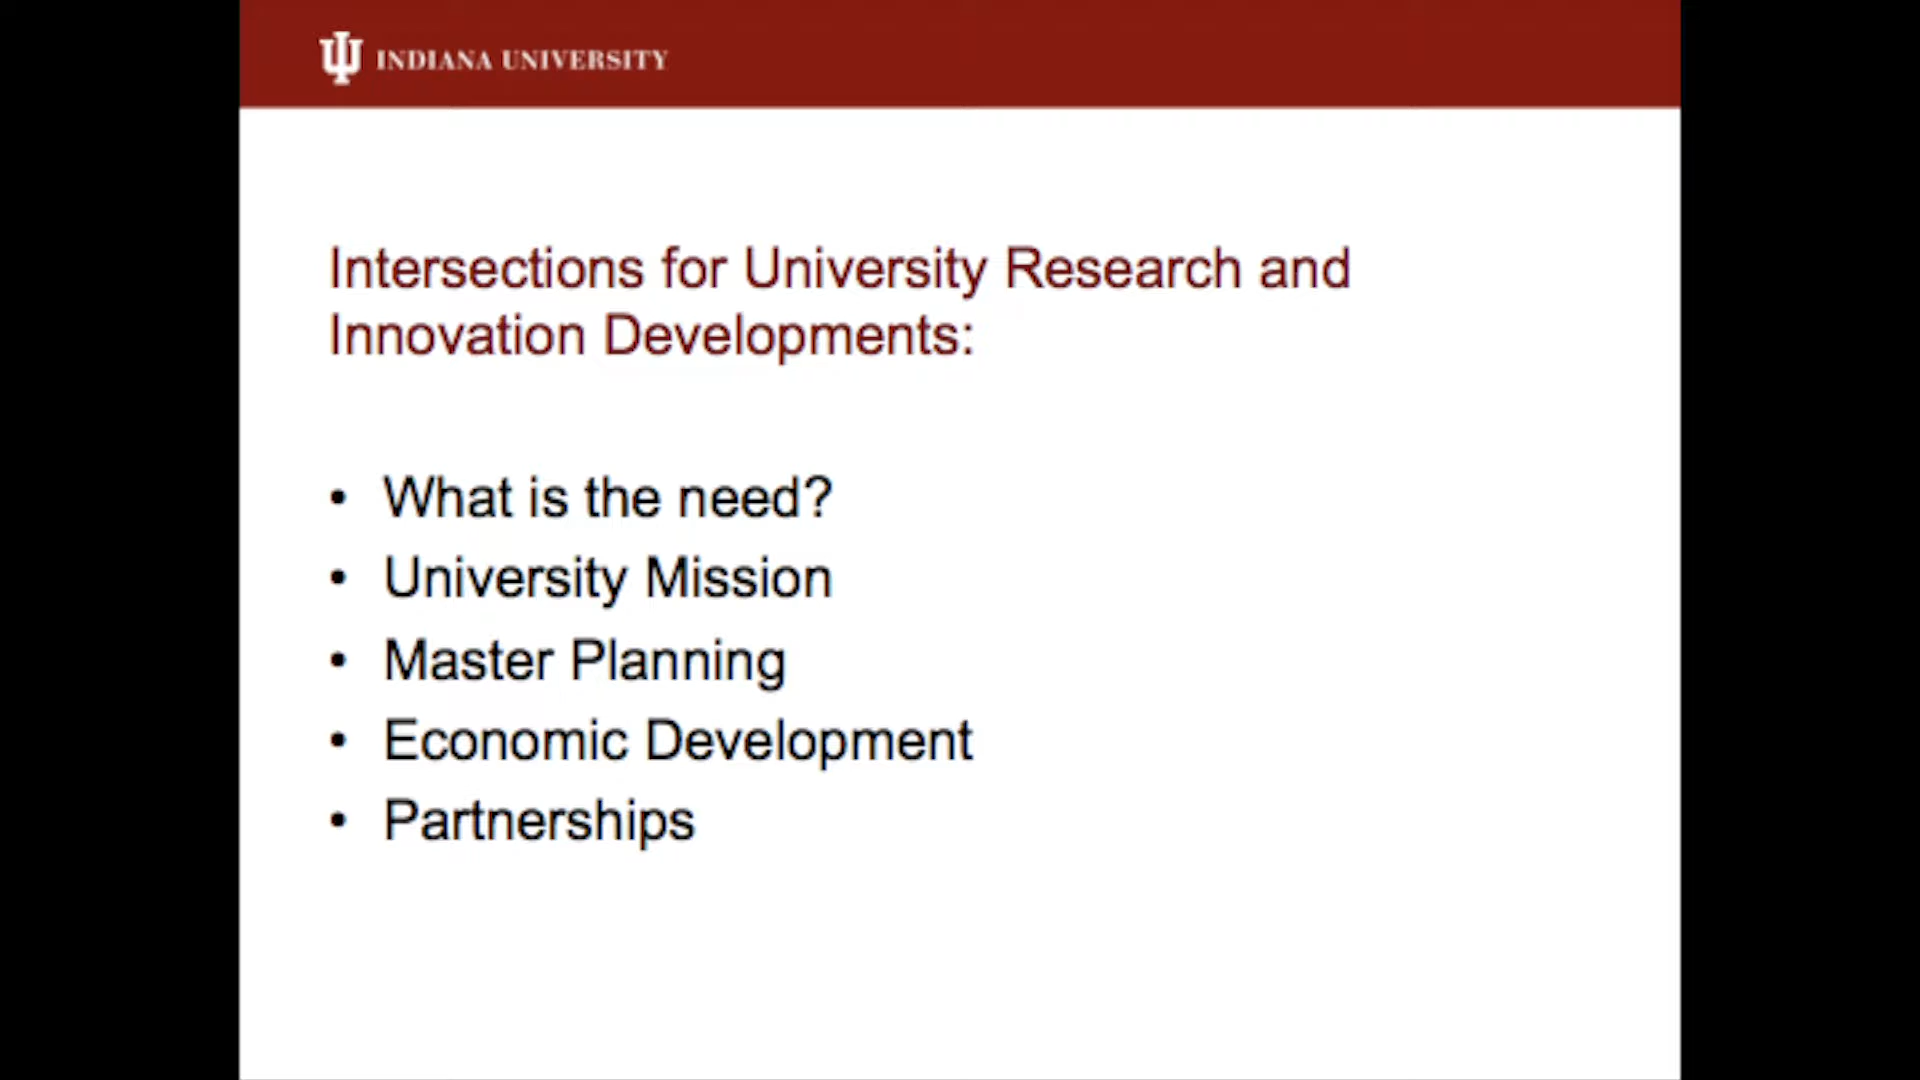 INDIANA UNIVERSITY
Intersections for University Research and
Innovation Developments:
• What is the need?
• University Mission
• Master Planning
• Economic Development
• Partnerships